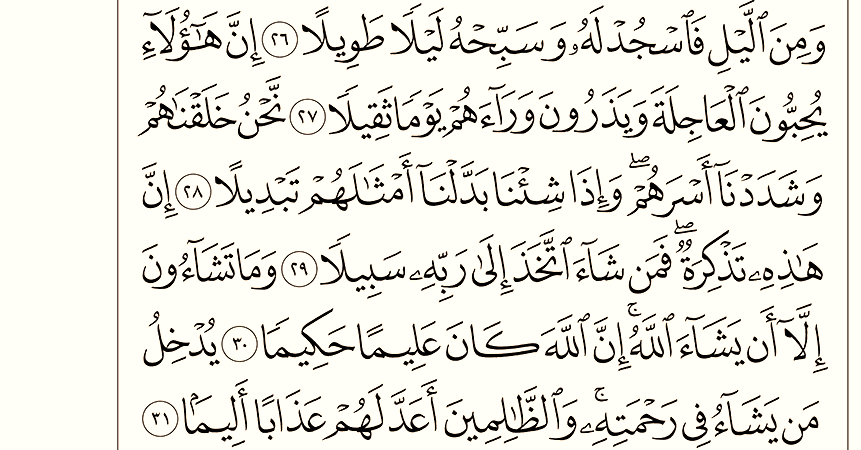 وَمِنَ ٱلَّيْلِ فَٱسْجُدْ لَهُۥ وَسَبِّحْهُ لَيْلًا طَوِيلًا ٢٦ إِنَّ هَٰٓؤُلَآءِ
يُحِبُّونَ ٱلْعَاجِلَةَ وَيَذَرُونَ وَرَآءَهُمْ يَوْمًا ثَقِيلًا ٢٧ نَّحْنُ خَلَقْنَٰهُمْ
وَشَدَدْنَآ أَسْرَهُمْۖ وَإِذَا شِئْنَا بَدَّلْنَآ أَمْثَٰلَهُمْ تَبْدِيلًا ٢٨ إِنَّ
هَٰذِهِۦ تَذْكِرَةٌۖ فَمَن شَآءَ ٱتَّخَذَ إِلَىٰ رَبِّهِۦ سَبِيلًا ٢٩ وَمَا تَشَآءُونَ
إِلَّآ أَن يَشَآءَ ٱللَّهُۚ إِنَّ ٱللَّهَ كَانَ عَلِيمًا حَكِيمًا ٣٠ يُدْخِلُ
مَن يَشَآءُ فِى رَحْمَتِهِۦۚ وَٱلظَّٰلِمِينَ أَعَدَّ لَهُمْ عَذَابًا أَلِيمًۢا ٣١